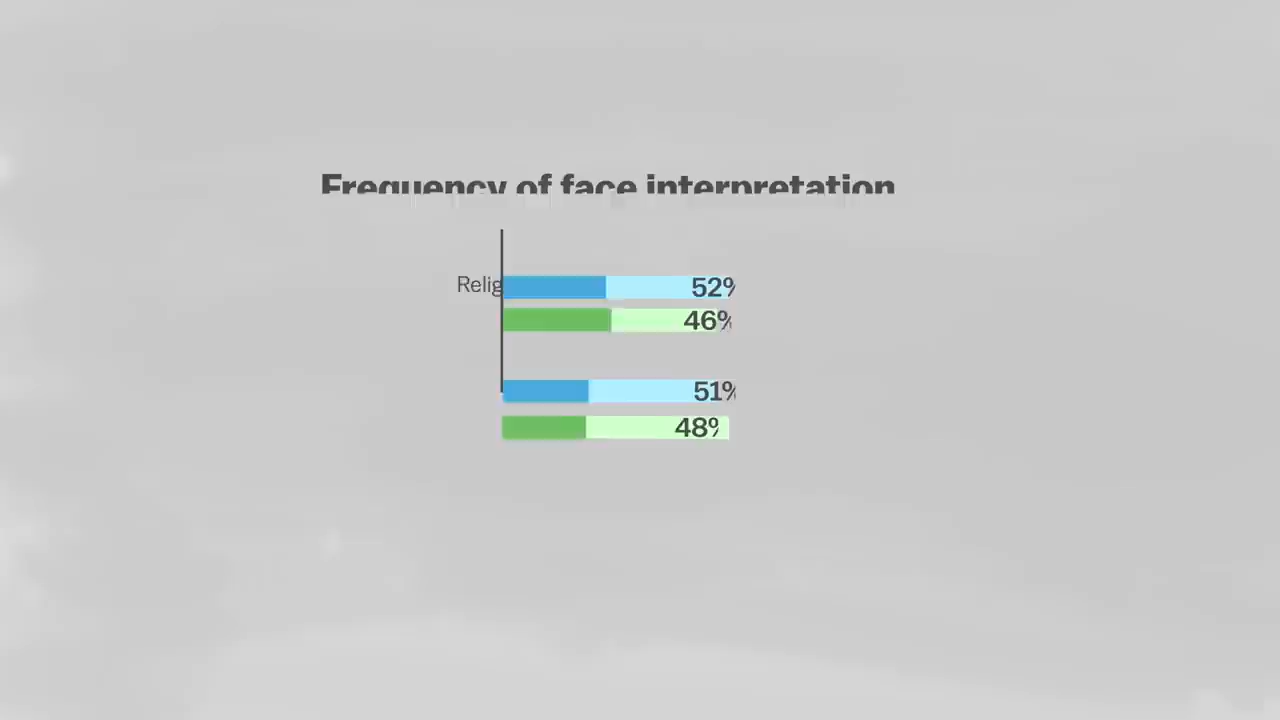 Frequency of face interpretation
Relig
52%
46%
51%
48%